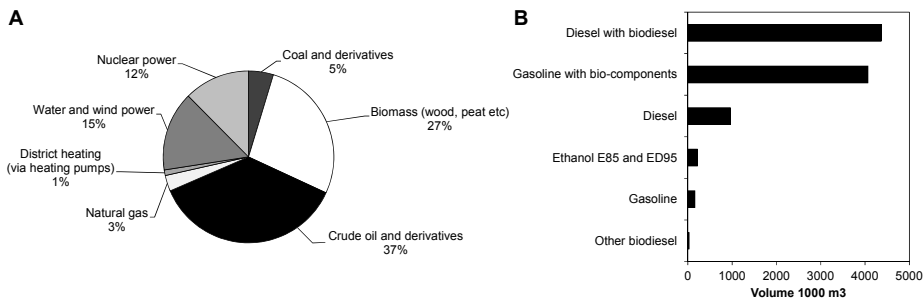 A
Nuclear power
12%
Coal and derivatives
5%
Water and wind power
15%
Biomass (wood, peat etc)
27%
District heating
(via heating pumps)
1%
Natural gas
3%
Crude oil and derivatives
37%
B
Diesel with biodiesel
Gasoline with bio-components
Diesel
Ethanol E85 and ED95
Gasoline
Other biodiesel
0 1000 2000 3000 4000 5000
Volume 1000 m3